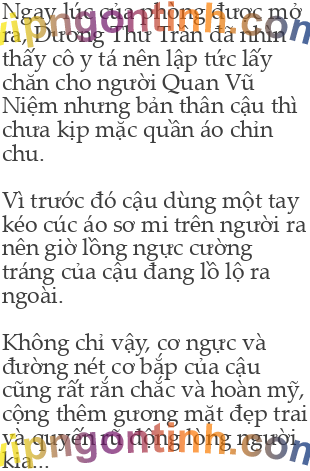 Ngay lúc của phòng được mở
ra, Dương Thư Trân đã nhìn
thấy cô y tá nên lập tức lấy
chăn cho người Quan Vũ
Niệm nhưng bản thân cậu thì
chưa kịp mặc quần áo chỉn
chu.
Vì trước đó cậu dùng một tay
kéo cúc áo sơ mi trên người ra
nên giờ lồng ngực cường
tráng của cậu đang lồ lộ ra
ngoài.
Không chỉ vậy, cơ ngực và
đường nét cơ bắp của cậu
cũng rất rắn chắc và hoàn mỹ,
cộng thêm gương mặt đẹp trai
và quyến rũ động lòng người
kia...
vipngontinh.com
vipngontinh.com